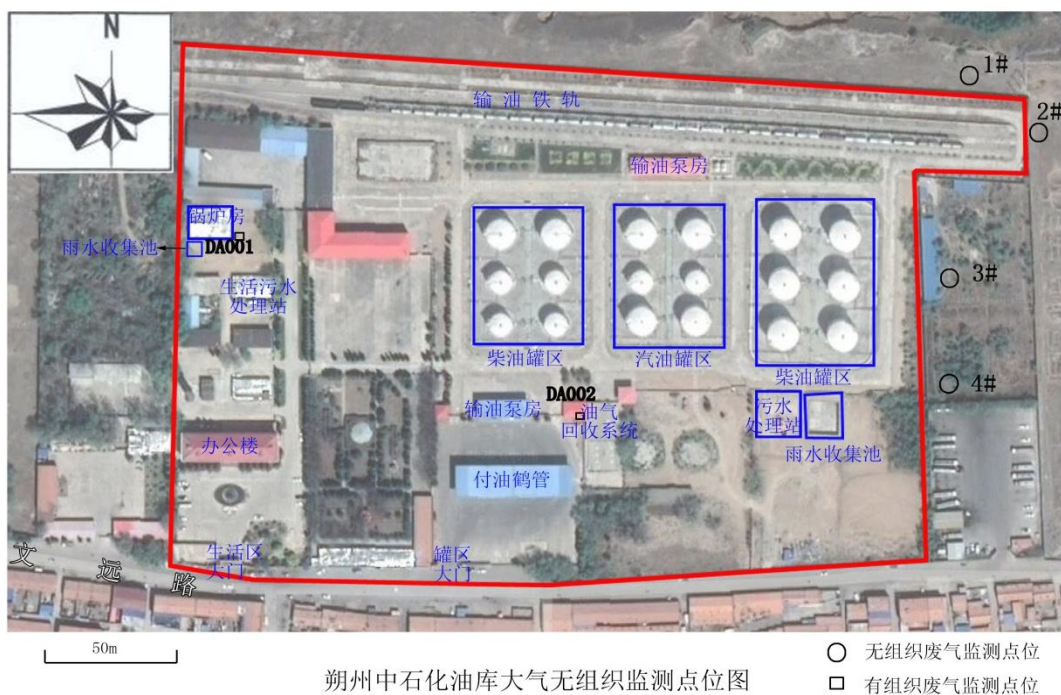 N
1#
2#
输油铁轨
输油泵房
锅炉房
雨水收集池
DA001
3#
生活污水
处理站
柴油罐区
汽油罐区
柴油罐区
4#
DA002
输油泵房
油气
回收系统
污水
处理站
雨水收集池
办公楼
付油鹤管
文远路
生活区
大门
罐区
大门
50m
朔州中石化油库大气无组织监测点位图
无组织废气监测点位
有组织废气监测点位